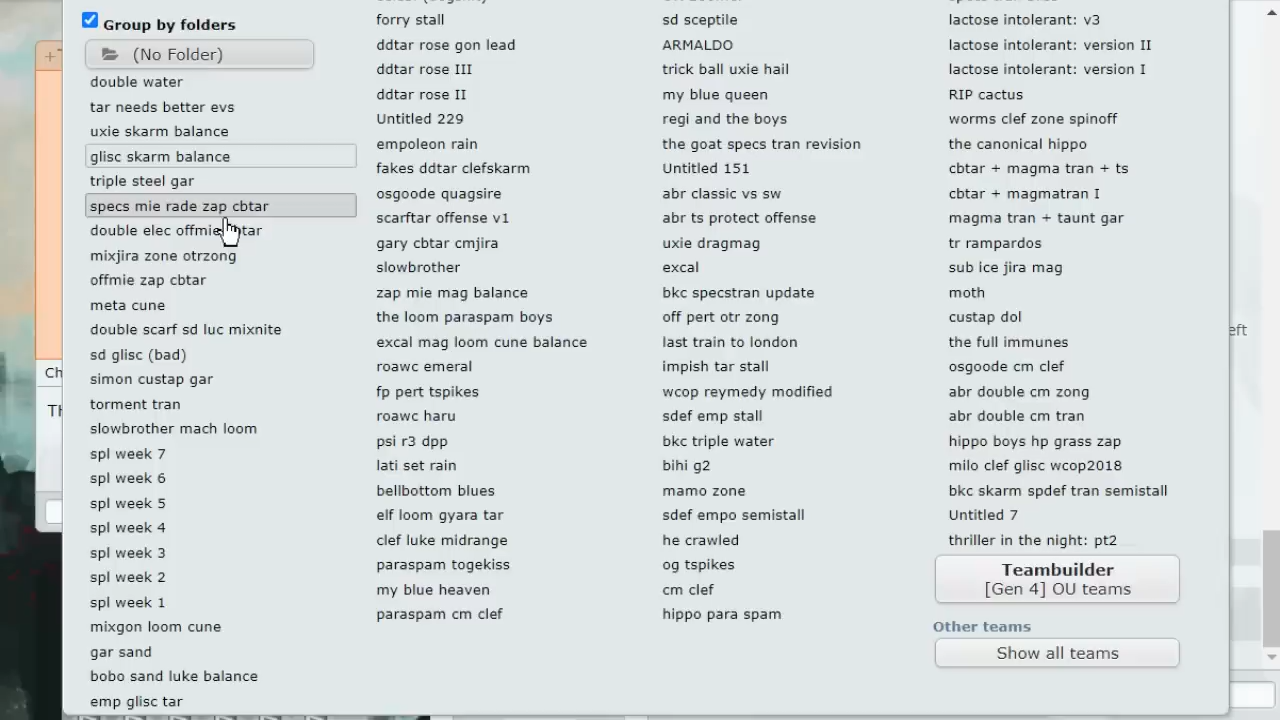 Group by folders
(No Folder)
double water
tar needs better evs
uxie skarm balance
glisc skarm balance
triple steel gar
specs mie rade zap cbtar
double elec offmie
mixjira zone otrzong
offmie zap cbtar
meta cune
double scarf sd luc mixnite
sd glisc (bad)
simon custap gar
torment tran
slowbrother mach loom
spl week 7
spl week 6
spl week 5
spl week 4
spl week 3
spl week 2
spl week 1
mixgon loom cune
gar sand
bobo sand luke balance
emp glisc tar
forry stall
ddtar rose gon lead
ddtar rose III
ddtar rose II
Untitled 229
empoleon rain
fakes ddtar clefskarm
osgoode quagsire
scarftar offense v1
gary cbtar cmjira
slowbrother
zap mie mag balance
the loom paraspam boys
excal mag loom cune balance
roawc emeral
fp pert tspikes
roawc haru
psi r3 dpp
lati set rain
bellbottom blues
elf loom gyara tar
clef luke midrange
paraspam togekiss
my blue heaven
paraspam cm clef
sd sceptile
ARMALDO
trick ball uxie hail
my blue queen
regi and the boys
the goat specs tran revision
Untitled 151
abr classic vs sw
abr ts protect offense
uxie dragmag
excal
bkc specstran update
off pert otr zong
last train to london
impish tar stall
wcop reymedy modified
sdef emp stall
bkc triple water
bihi g2
mamo zone
sdef empo semistall
he crawled
og tspikes
cm clef
hippo para spam
lactose intolerant: v3
lactose intolerant: version II
lactose intolerant: version I
RIP cactus
worms clef zone spinoff
the canonical hippo
cbtar + magma tran + ts
cbtar + magmatran I
magma tran + taunt gar
tr rampardos
sub ice jira mag
moth
custap dol
the full immunes
osgoode cm clef
abr double cm zong
abr double cm tran
hippo boys hp grass zap
milo clef glisc wcop2018
bkc skarm spdef tran semistall
Untitled 7
thriller in the night: pt2
Teambuilder
[Gen 4] OU teams
Other teams
Show all teams